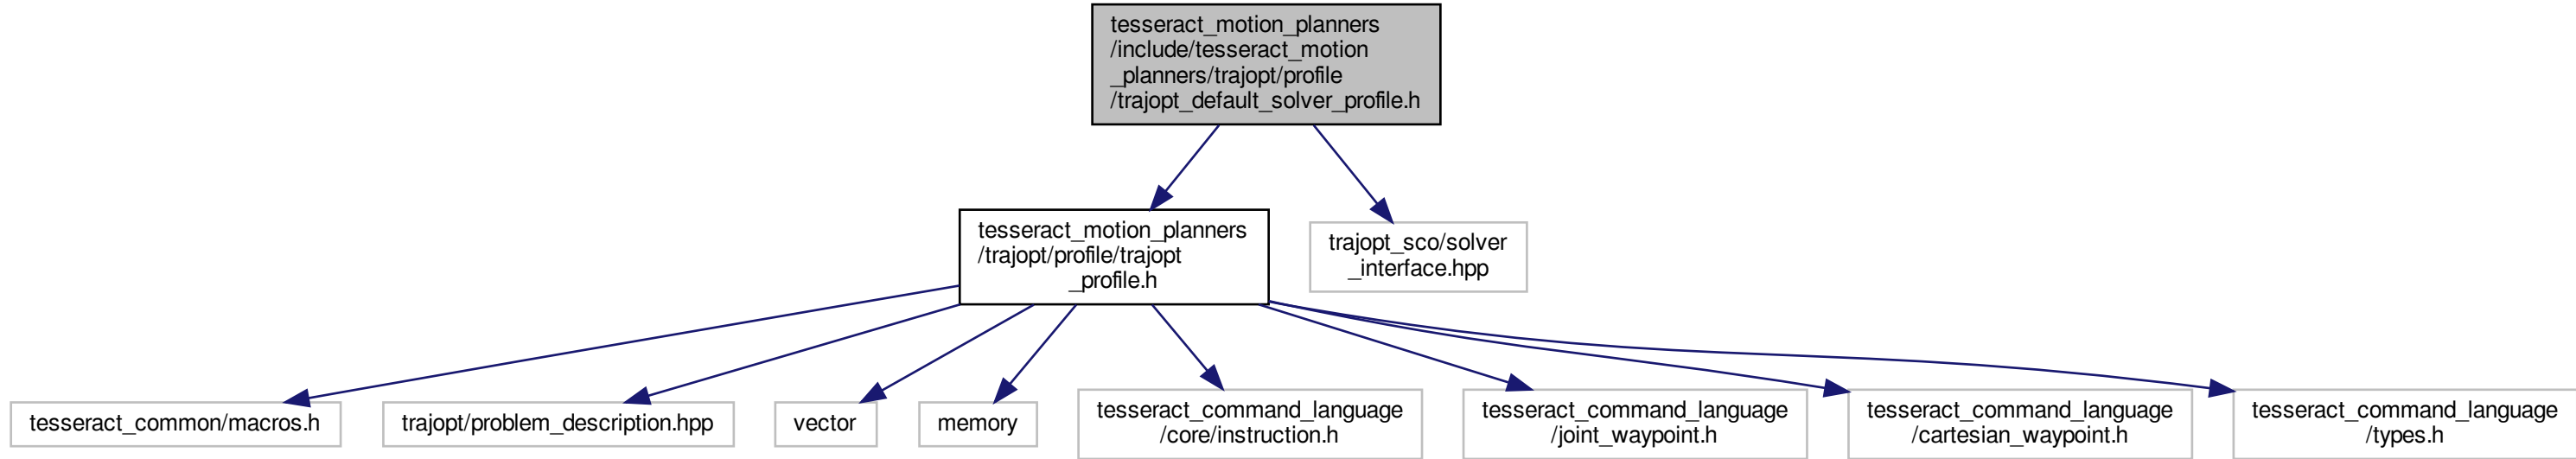 tesseract_motion_planners
/include/tesseract_motion
_planners/trajopt/profile
/trajopt_default_solver_profile.h
tesseract_motion_planners
/trajopt/profile/trajopt
_profile.h
trajopt_sco/solver
_interface.hpp
tesseract_common/macros.h
trajopt/problem_description.hpp
vector
memory
tesseract_command_language
/core/instruction.h
tesseract_command_language
/joint_waypoint.h
tesseract_command_language
/cartesian_waypoint.h
tesseract_command_language
/types.h